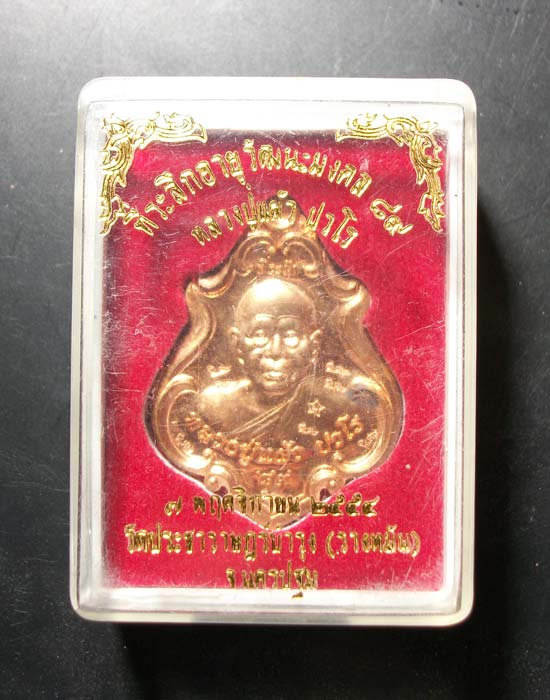 ที่ระลึกอายุวัฒนะมงคล ๘๙
หลวงปู่แผ้ว ปวโร
หลวงปู่แผ้ว ปวโร
๗ พฤศจิกายน ๒๕๕๔
วัดประชาราษฎร์บำรุง (รางหมัน)
จ.นครปฐม